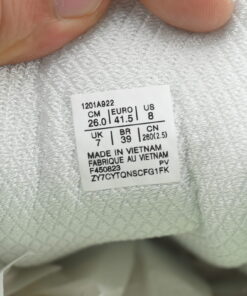 1201A922
CM EURO US
26.0 41.5 8
UK BR CN
7 39 260(2.5)
MADE IN VIETNAM
FABRIQUE AU VIETNAM
F450623 PV
ZY7CYTQNSCFG1FK